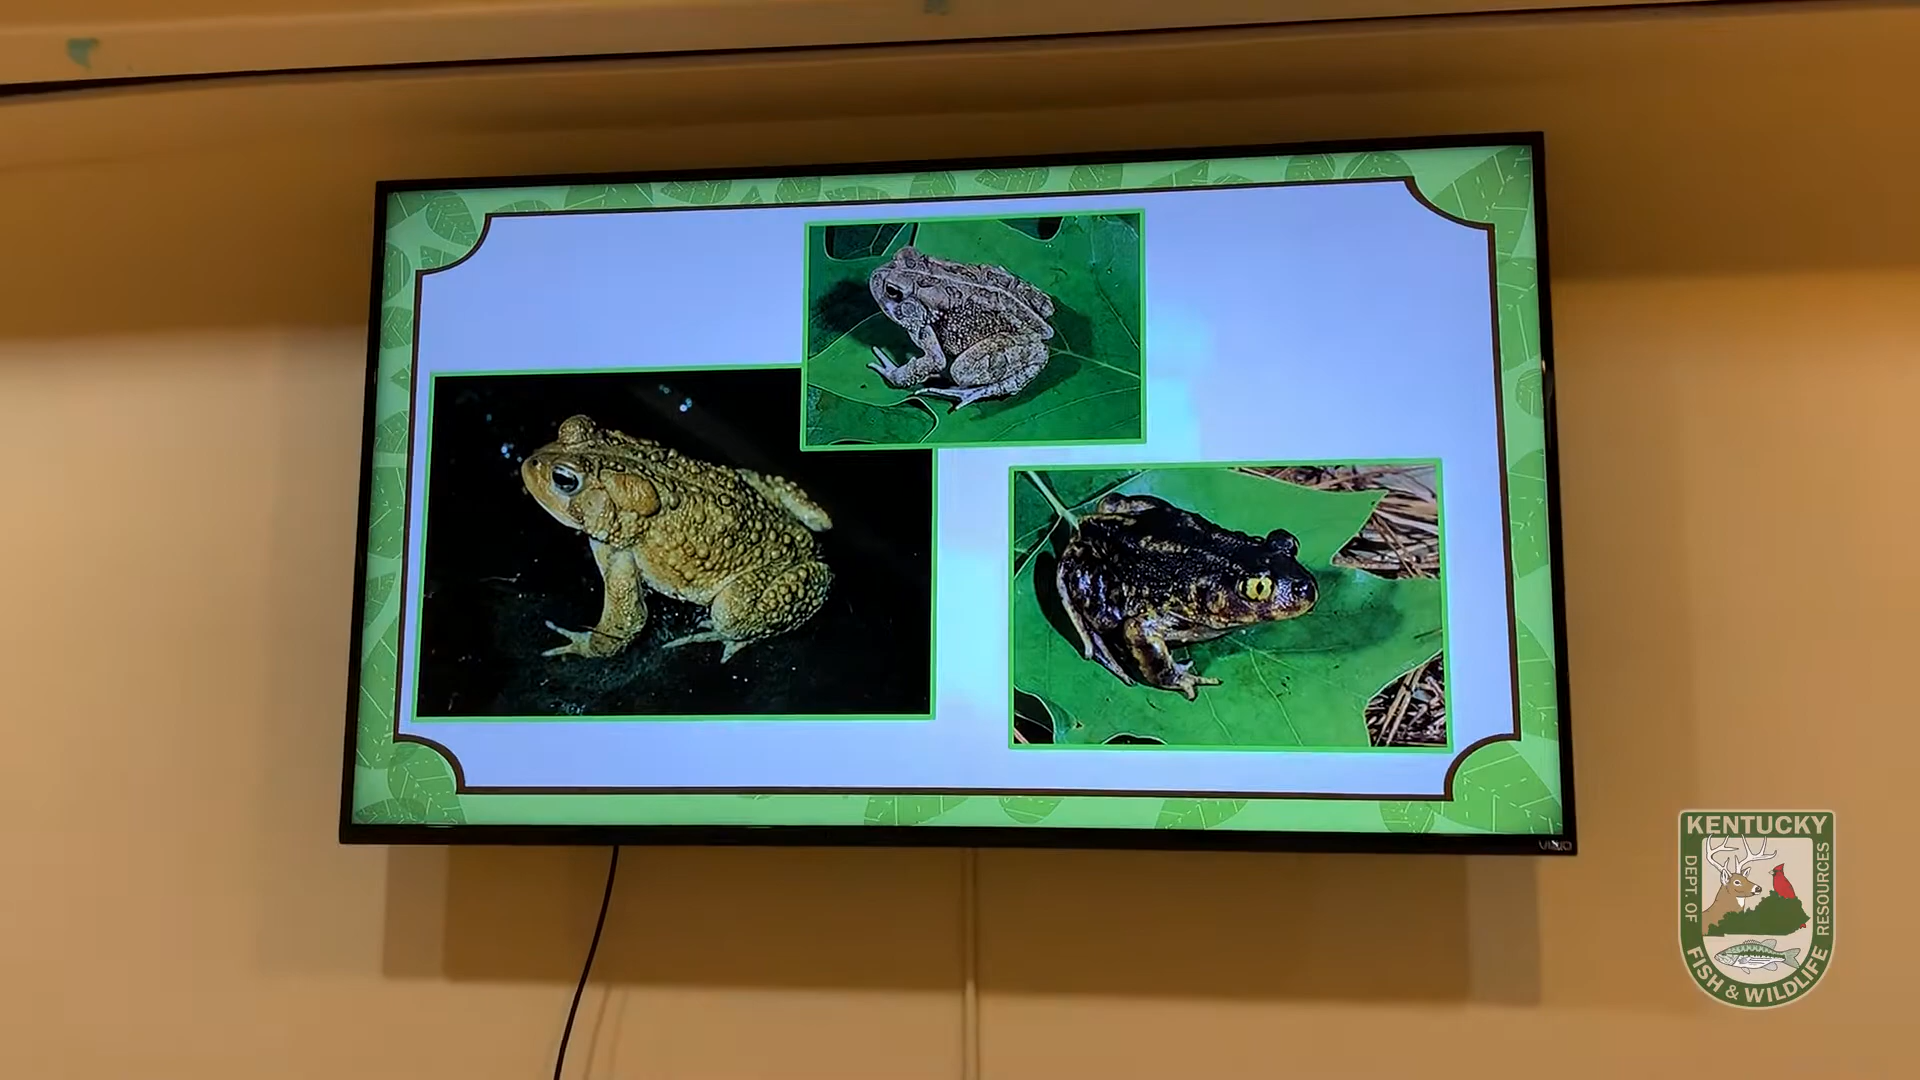 VIZIO
KENTUCKY
DEPT. OF
FISH & WILDLIFE
RESOURCES